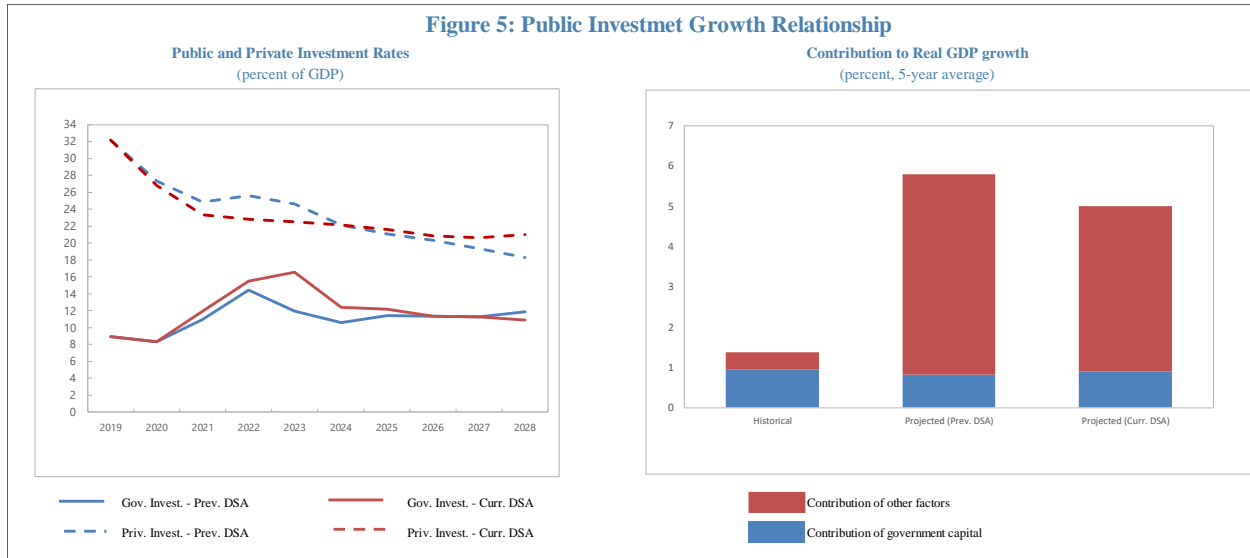 Figure 5: Public Investmet Growth Relationship
Public and Private Investment Rates
(percent of GDP)
34
32
30
28
26
24
22
20
18
16
14
12
10
8
6
4
2
0
2019 2020 2021 2022 2023 2024 2025 2026 2027 2028
Gov. Invest. - Prev. DSA Gov. Invest. - Curr. DSA
Priv. Invest. - Prev. DSA Priv. Invest. - Curr. DSA
Contribution to Real GDP growth
(percent, 5-year average)
7
6
5
4
3
2
1
0
Historical Projected (Prev. DSA) Projected (Curr. DSA)
Contribution of other factors
Contribution of government capital